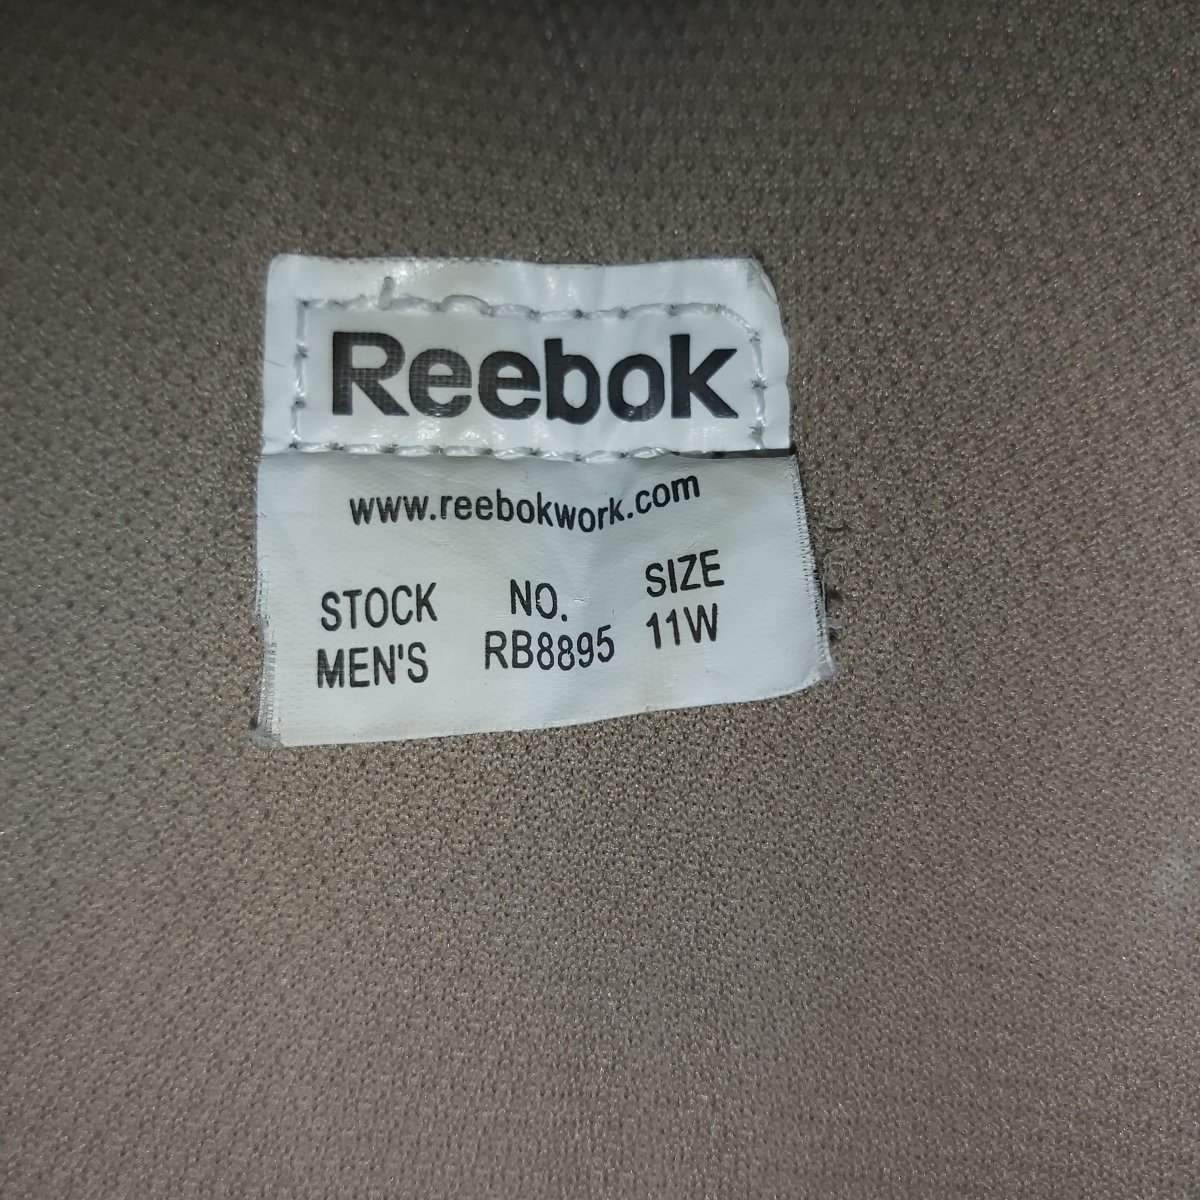 Reebok
www.reebokwork.com
STOCK NO. SIZE
MEN'S RB8895 11W